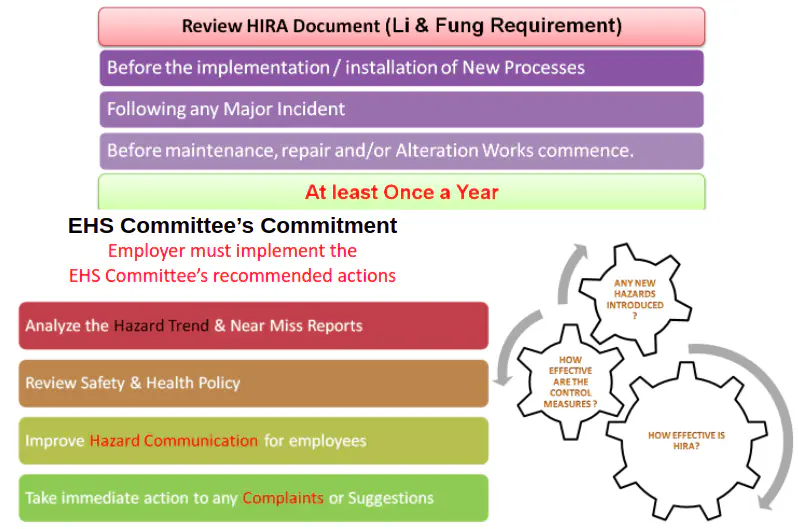 Review HIRA Document (Li & Fung Requirement)
Before the implementation / installation of New Processes
Following any Major Incident
Before maintenance, repair and/or Alteration Works commence.
At least Once a Year
EHS Committee's Commitment
Employer must implement the
EHS Committee's recommended actions
Analyze the Hazard Trend & Near Miss Reports
Review Safety & Health Policy
Improve Hazard Communication for employees
Take immediate action to any Complaints or Suggestions
ANY NEW
HAZARDS
INTRODUCED
?
HOW
EFFECTIVE
ARE THE
CONTROL
MEASURES ?
HOW EFFECTIVE IS
HIRA?